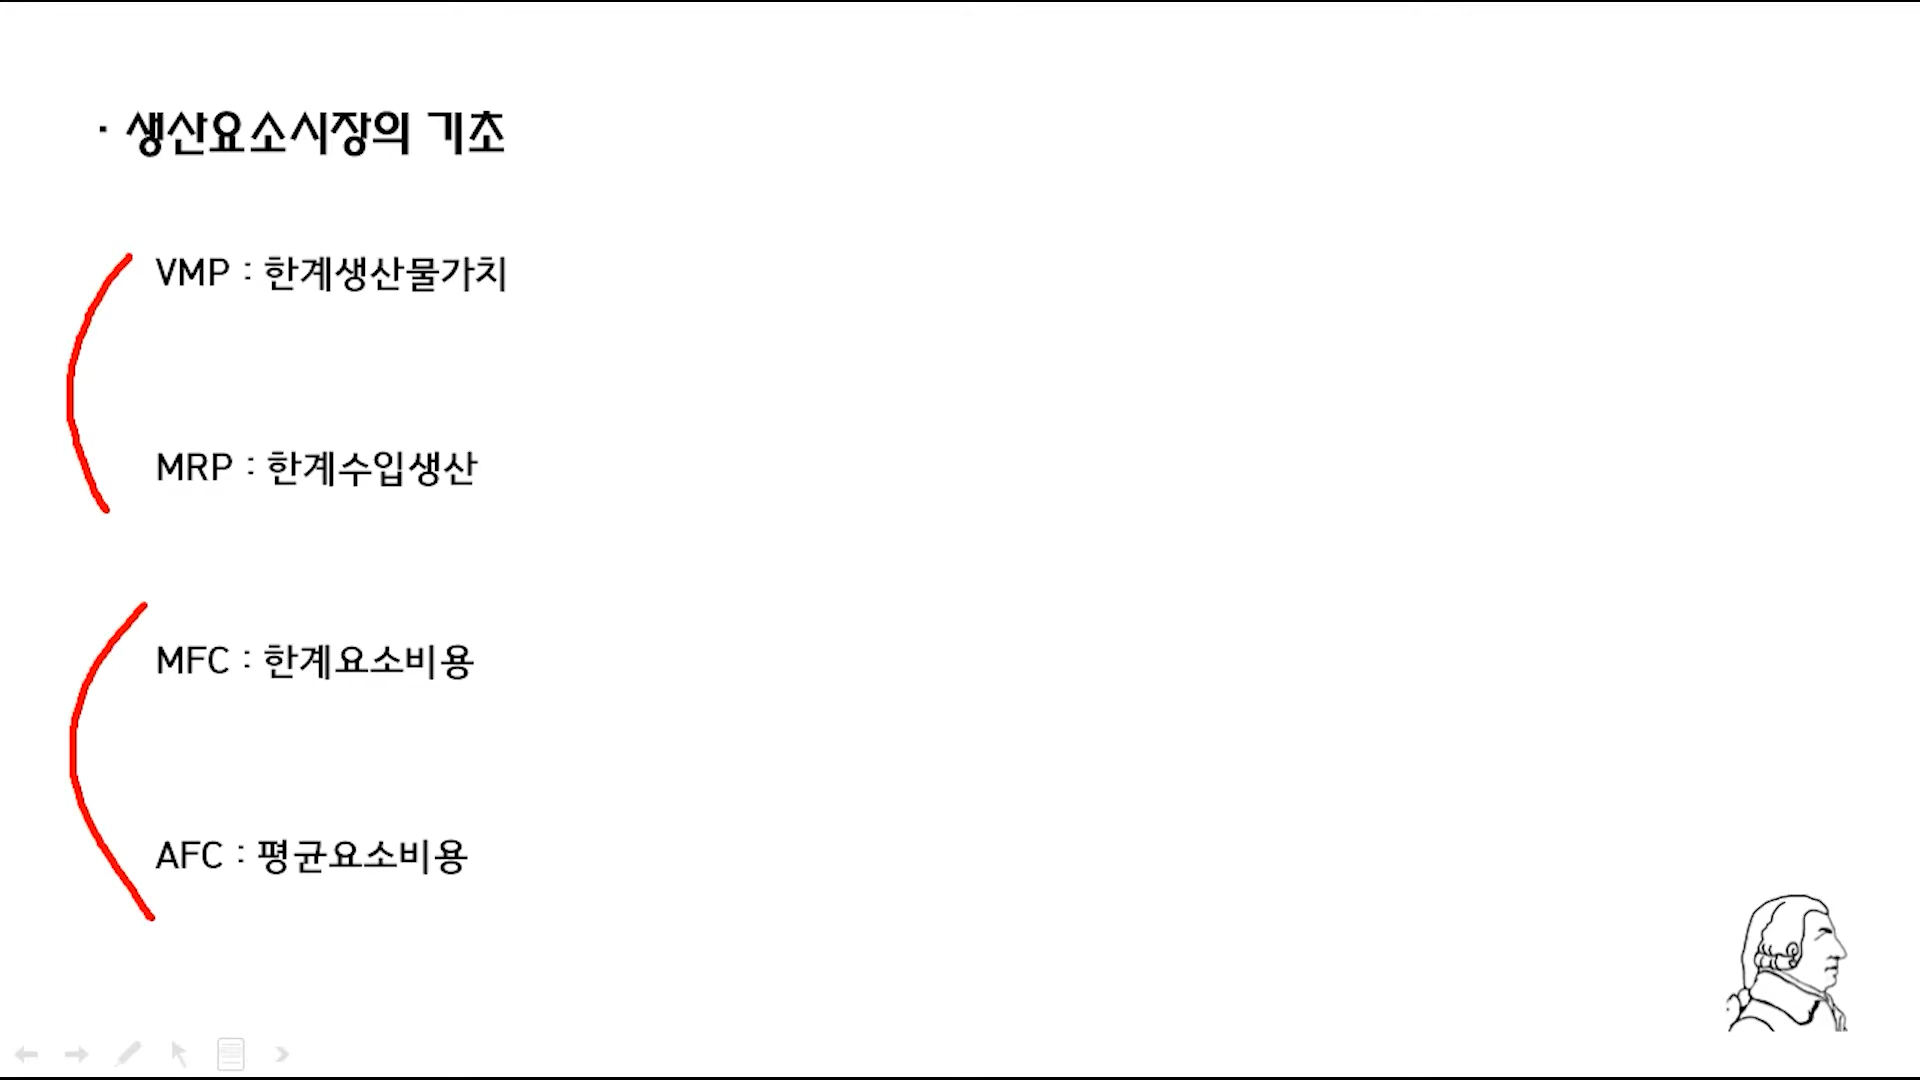 · 생산요소시장의 기초
VMP : 한계생산물가치
MRP : 한계수입생산
MFC : 한계요소비용
AFC : 평균요소비용